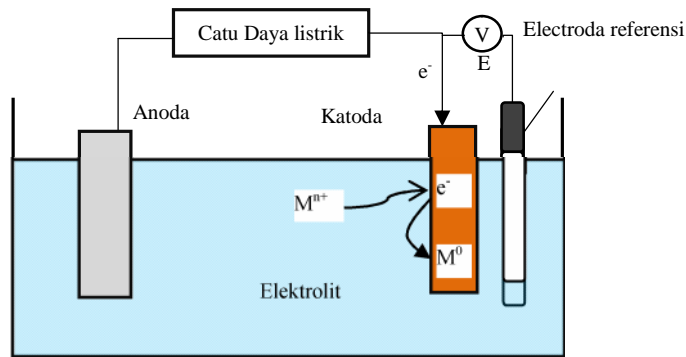 Catu Daya listrik
V
Electroda referensi
E
e⁻
Anoda
Katoda
Mⁿ⁺
e⁻
M⁰
Elektrolit